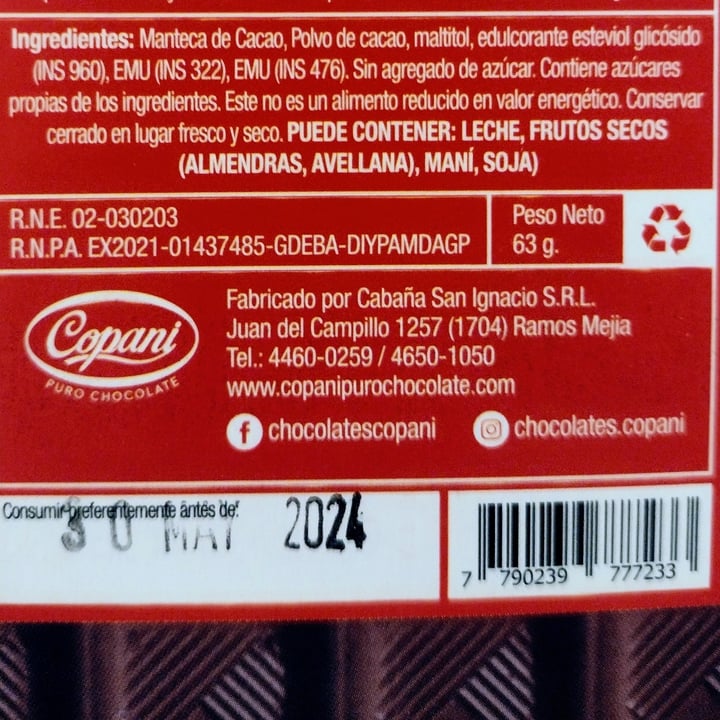 Ingredientes: Manteca de Cacao, Polvo de cacao, maltitol, edulcorante esteviol glicósido
(INS 960), EMU (INS 322), EMU (INS 476). Sin agregado de azúcar. Contiene azúcares
propias de los ingredientes. Este no es un alimento reducido en valor energético. Conservar
cerrado en lugar fresco y seco. PUEDE CONTENER: LECHE, FRUTOS SECOS
(ALMENDRAS, AVELLANA), MANÍ, SOJA)
R.N.E. 02-030203
R.N.P.A. EX2021-01437485-GDEBA-DIYPAMDAGP
Peso Neto
63 g.
Copani
PURO CHOCOLATE
Fabricado por Cabaña San Ignacio S.R.L.
Juan del Campillo 1257 (1704) Ramos Mejia
Tel.: 4460-0259 / 4650-1050
www.copanipurochocolate.com
f chocolatescopani
chocolates.copani
Consumir preferentemente ántés de:
30 MAY 2024
7 790239 777233